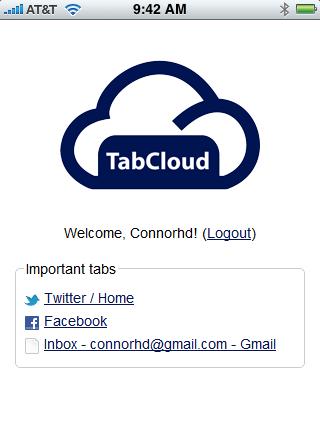 AT&T 9:42 AM
TabCloud
Welcome, Connorhd! (Logout)
Important tabs
Twitter / Home
Facebook
Inbox - connorhd@gmail.com - Gmail